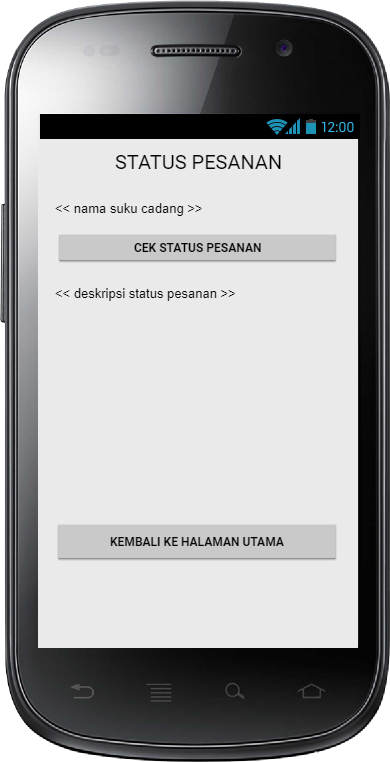 12:00
STATUS PESANAN
<< nama suku cadang >>
CEK STATUS PESANAN
<< deskripsi status pesanan >>
KEMBALI KE HALAMAN UTAMA